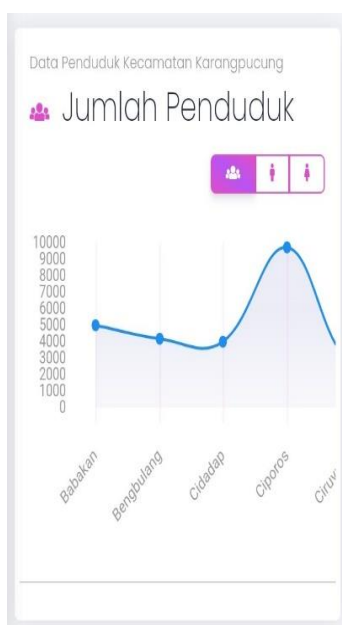 Data Penduduk Kecamatan Karangpucung
Jumlah Penduduk
10000
9000
8000
7000
6000
5000
4000
3000
2000
1000
0
Babakan
Bengbulang
Cidadap
Ciporos